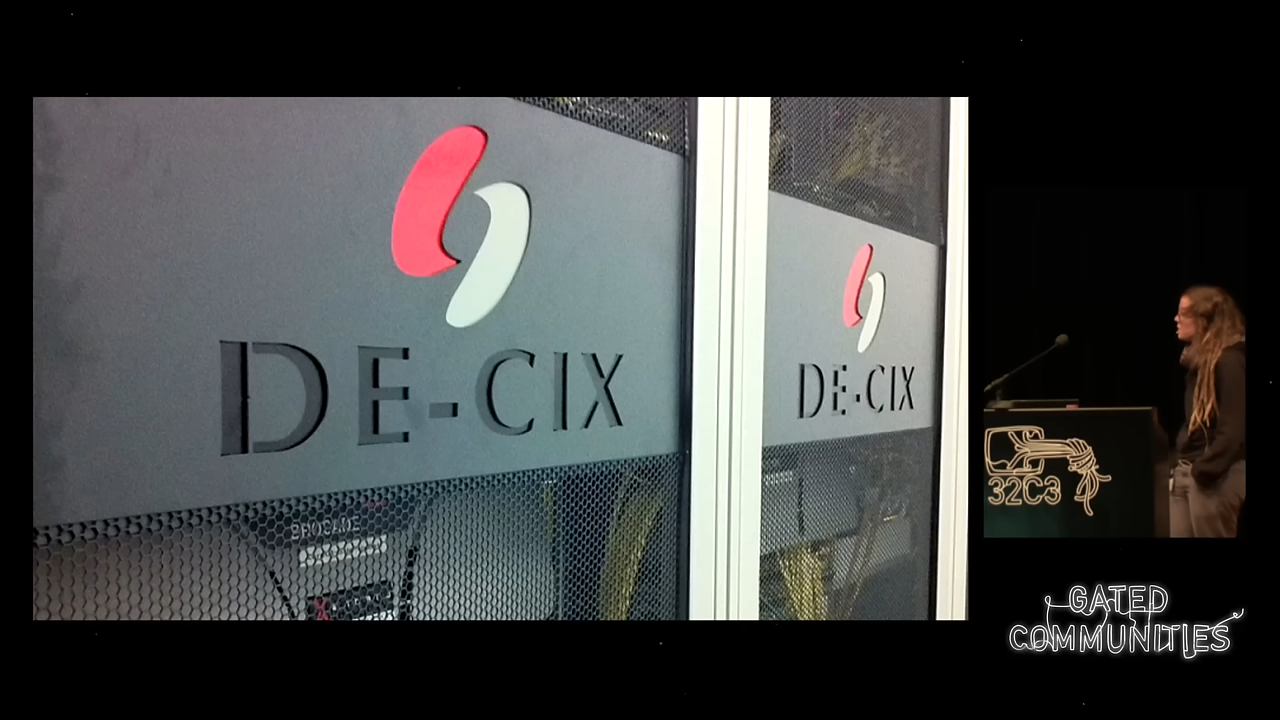 DE-CIX
DE-CIX
BROCADE
32C3
GATED
COMMUNITIES